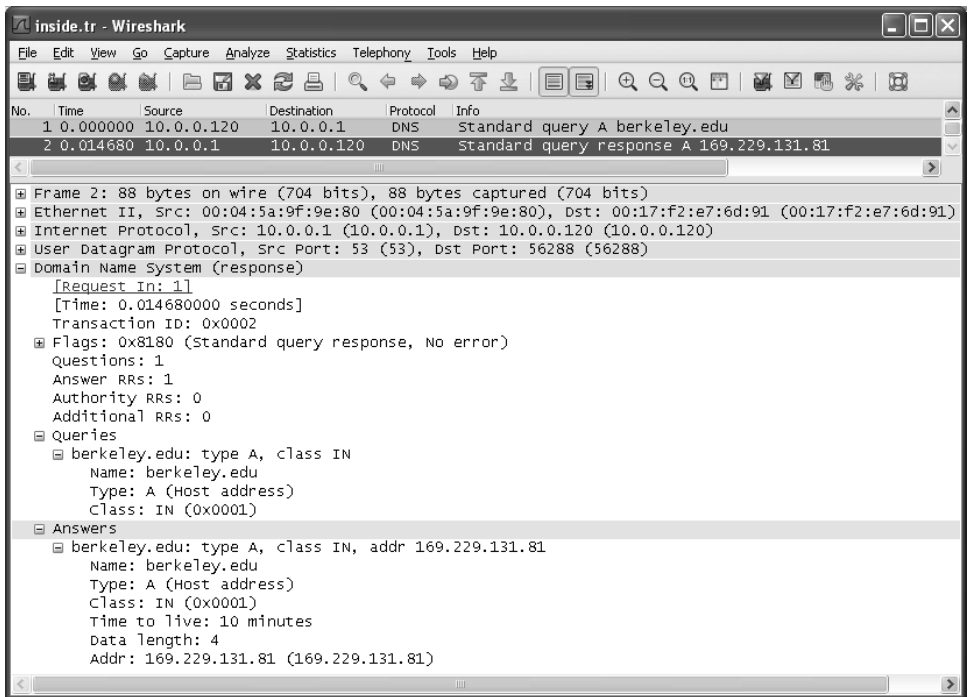 inside.tr - Wireshark
File Edit View Go Capture Analyze Statistics Telephony Tools Help
No. Time Source Destination Protocol Info
1 0.000000 10.0.0.120 10.0.0.1 DNS Standard query A berkeley.edu
2 0.014680 10.0.0.1 10.0.0.120 DNS Standard query response A 169.229.131.81
Frame 2: 88 bytes on wire (704 bits), 88 bytes captured (704 bits)
Ethernet II, Src: 00:04:5a:9f:9e:80 (00:04:5a:9f:9e:80), Dst: 00:17:f2:e7:6d:91 (00:17:f2:e7:6d:91)
Internet Protocol, Src: 10.0.0.1 (10.0.0.1), Dst: 10.0.0.120 (10.0.0.120)
User Datagram Protocol, Src Port: 53 (53), Dst Port: 56288 (56288)
Domain Name System (response)
[Request In: 1]
[Time: 0.014680000 seconds]
Transaction ID: 0x0002
Flags: 0x8180 (Standard query response, No error)
Questions: 1
Answer RRs: 1
Authority RRs: 0
Additional RRs: 0
Queries
berkeley.edu: type A, class IN
Name: berkeley.edu
Type: A (Host address)
Class: IN (0x0001)
Answers
berkeley.edu: type A, class IN, addr 169.229.131.81
Name: berkeley.edu
Type: A (Host address)
Class: IN (0x0001)
Time to live: 10 minutes
Data length: 4
Addr: 169.229.131.81 (169.229.131.81)